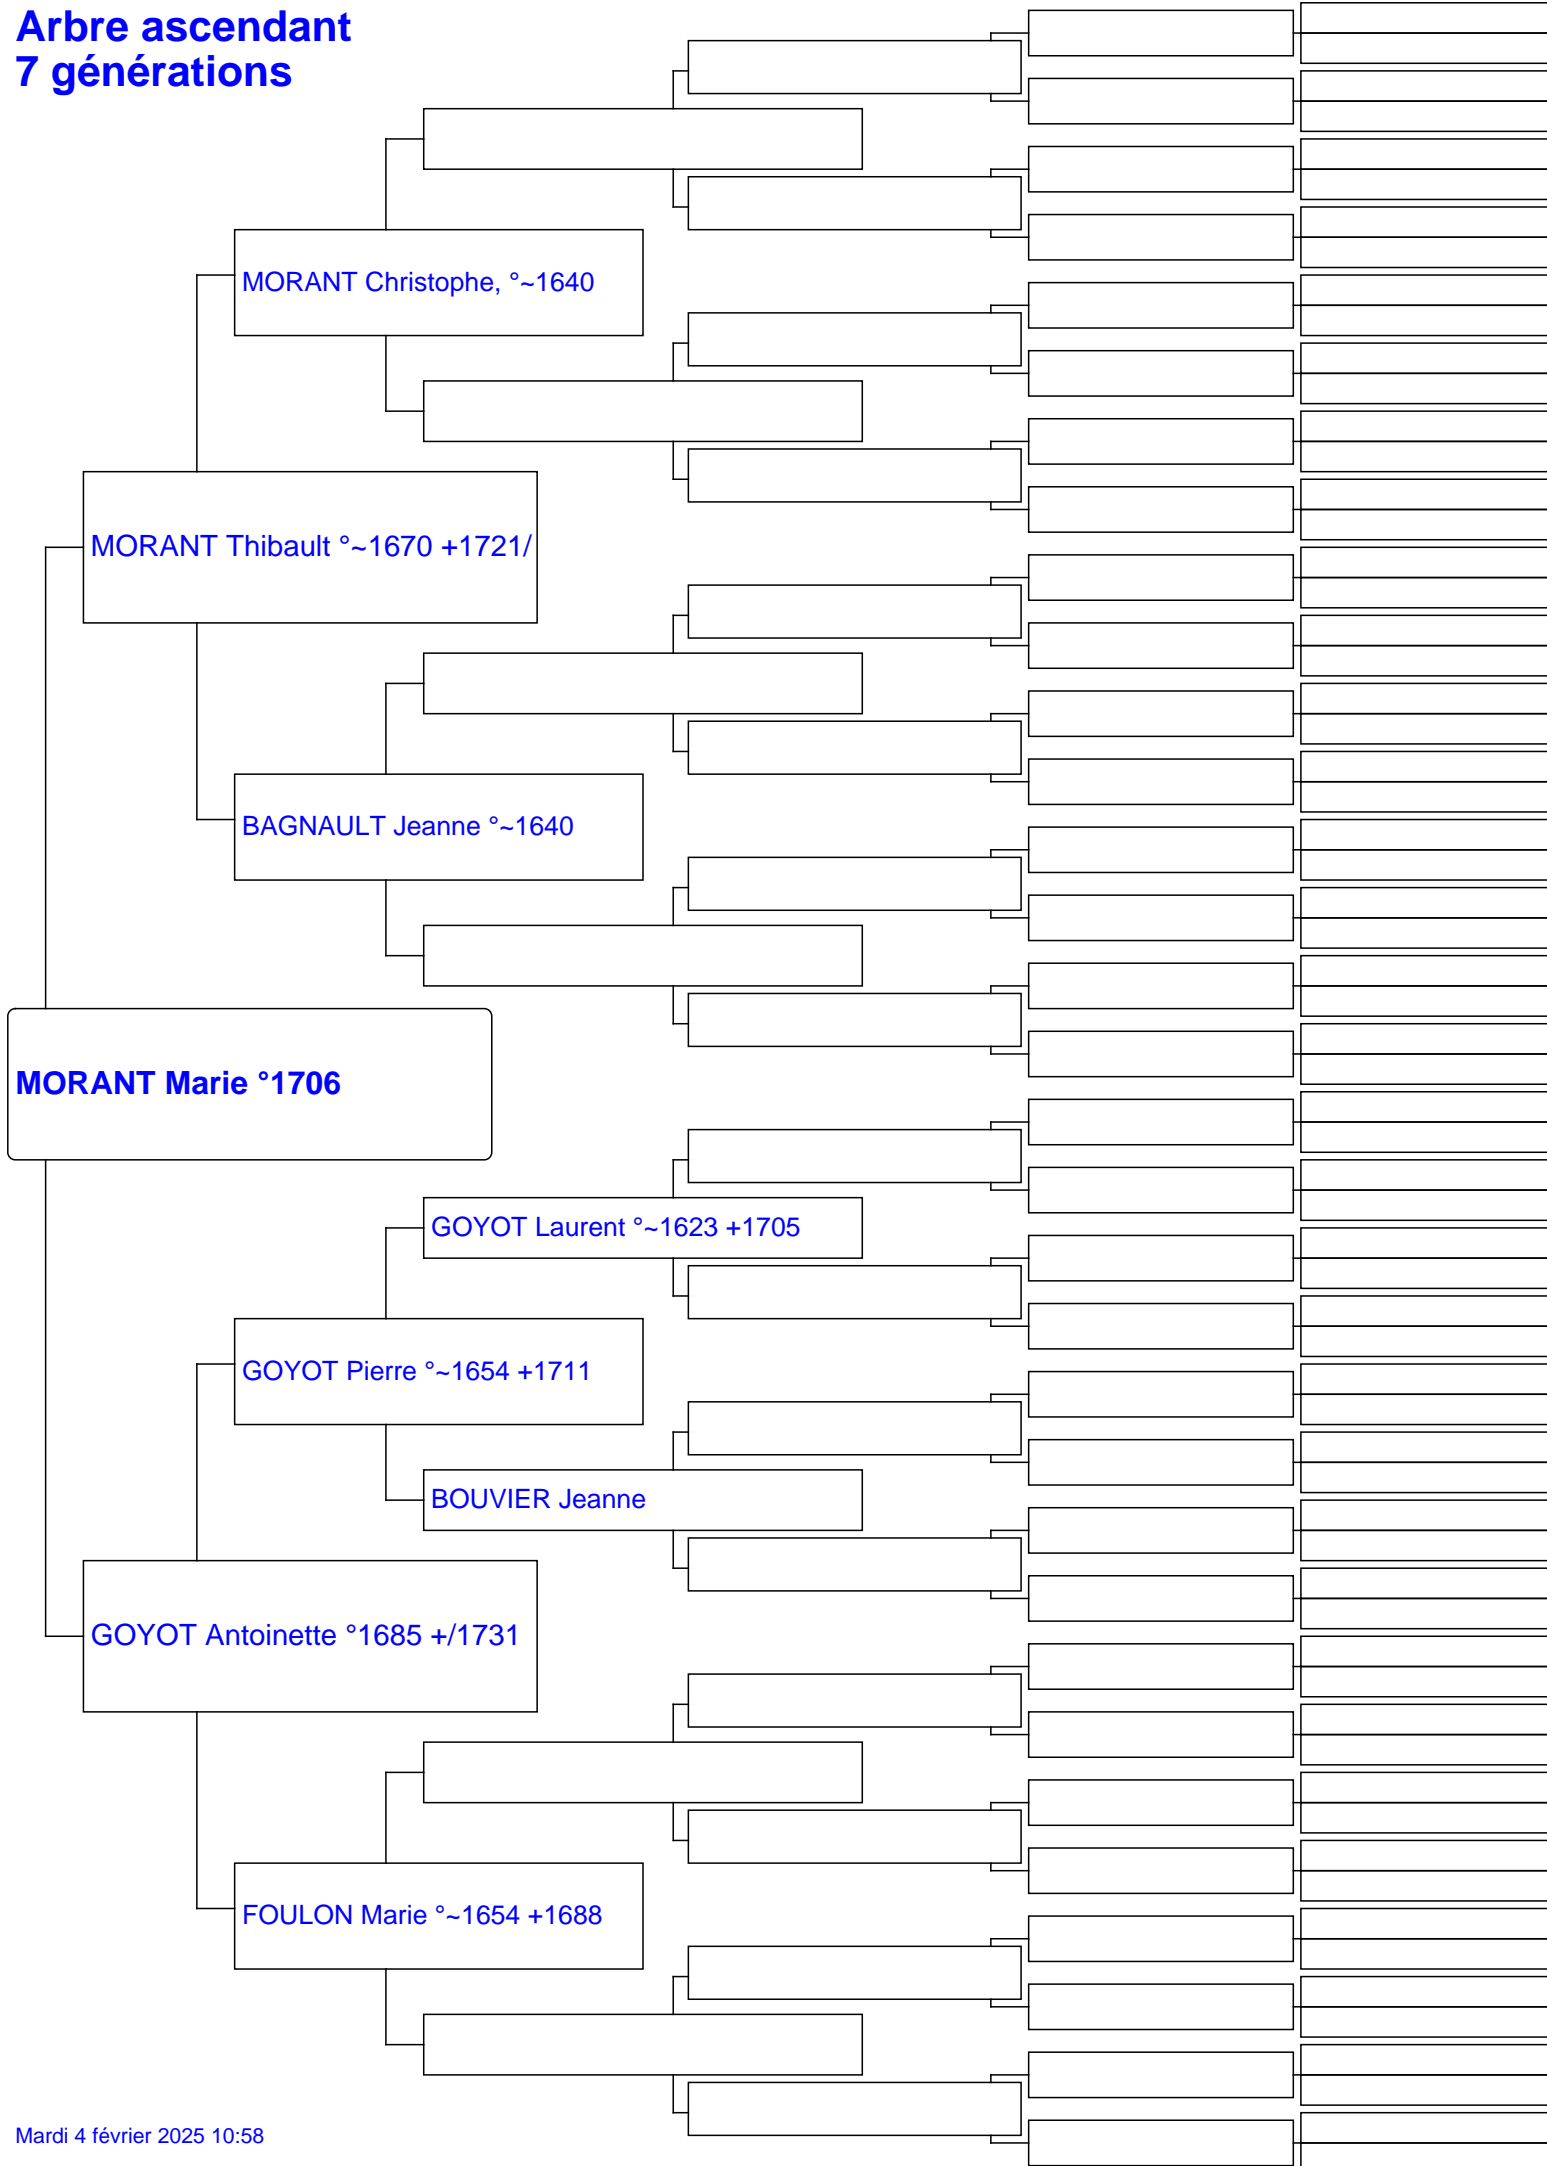 Arbre ascendant
7 générations
MORANT Christophe, °~1640
MORANT Thibault °~1670 +1721/
BAGNAULT Jeanne °~1640
MORANT Marie °1706
GOYOT Laurent °~1623 +1705
GOYOT Pierre °~1654 +1711
BOUVIER Jeanne
GOYOT Antoinette °1685 +/1731
FOULON Marie °~1654 +1688
Mardi 4 février 2025 10:58